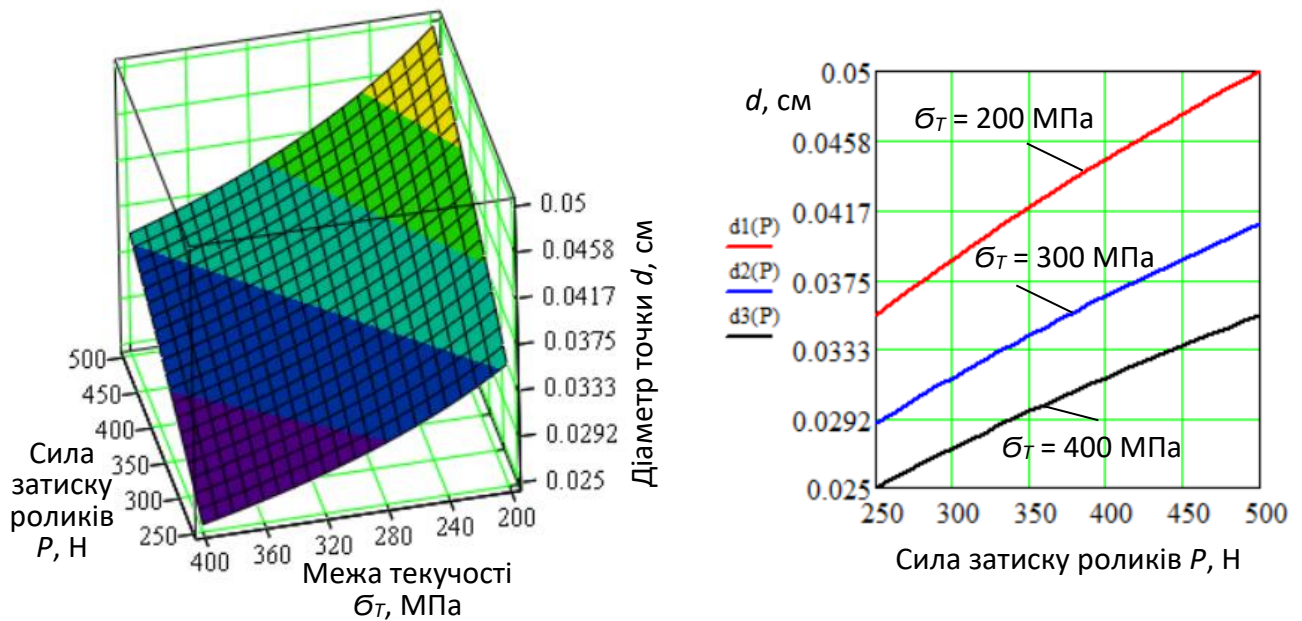 500
450
400
350
300
250
Сила
затиску
роликів
P, Н
400
360
320
280
240
200
Межа текучості
σT, МПа
0.05
0.0458
0.0417
0.0375
0.0333
0.0292
0.025
Діаметр точки d, см
d, см
0.05
0.0458
0.0417
0.0375
0.0333
0.0292
0.025
d1(P)
d2(P)
d3(P)
σT = 200 МПа
σT = 300 МПа
σT = 400 МПа
250 300 350 400 450 500
Сила затиску роликів P, Н